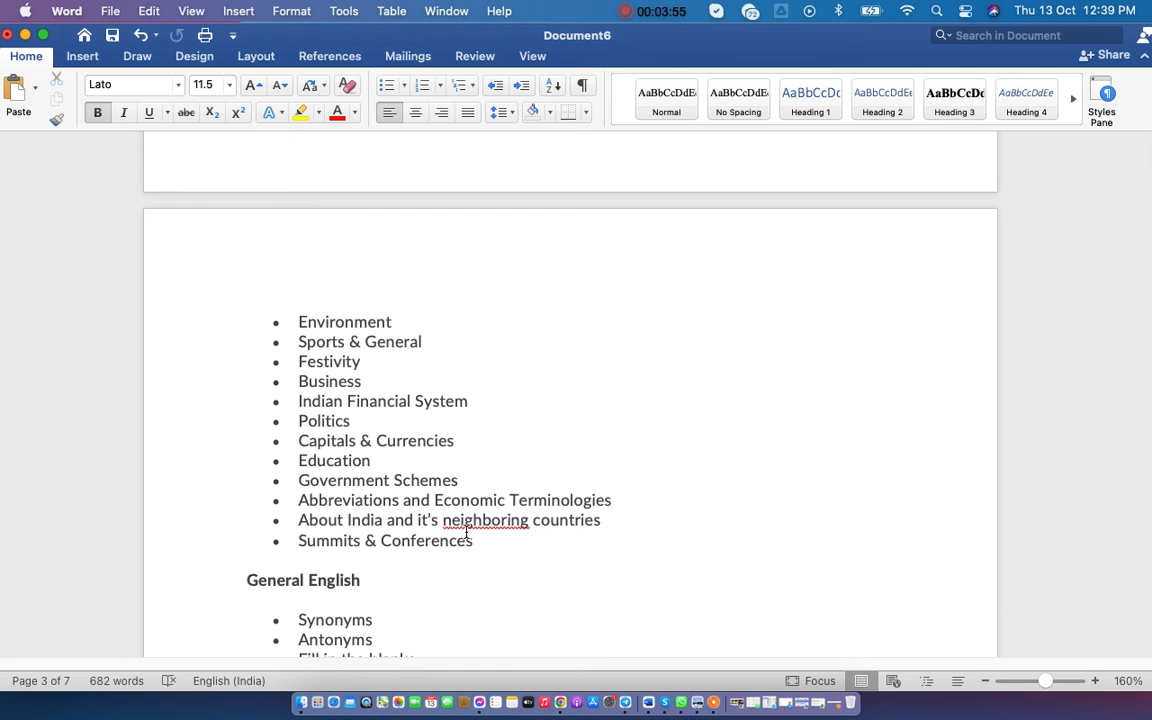 Word File Edit View Insert Format Tools Table Window Help 00:03:55 72 Thu 13 Oct 12:39 PM
Document6 Search in Document
Home Insert Draw Design Layout References Mailings Review View Share
Paste Lato 11.5 AaBbCcDdEe Normal AaBbCcDdEe No Spacing AaBbCcDc Heading 1 AaBbCcDdEe Heading 2 AaBbCcDc Heading 3 AaBbCcDdEe Heading 4 Styles Pane
• Environment
• Sports & General
• Festivity
• Business
• Indian Financial System
• Politics
• Capitals & Currencies
• Education
• Government Schemes
• Abbreviations and Economic Terminologies
• About India and it's neighboring countries
• Summits & Conferences
General English
• Synonyms
• Antonyms
• Fill in the blanks
Page 3 of 7 682 words English (India) Focus 160%